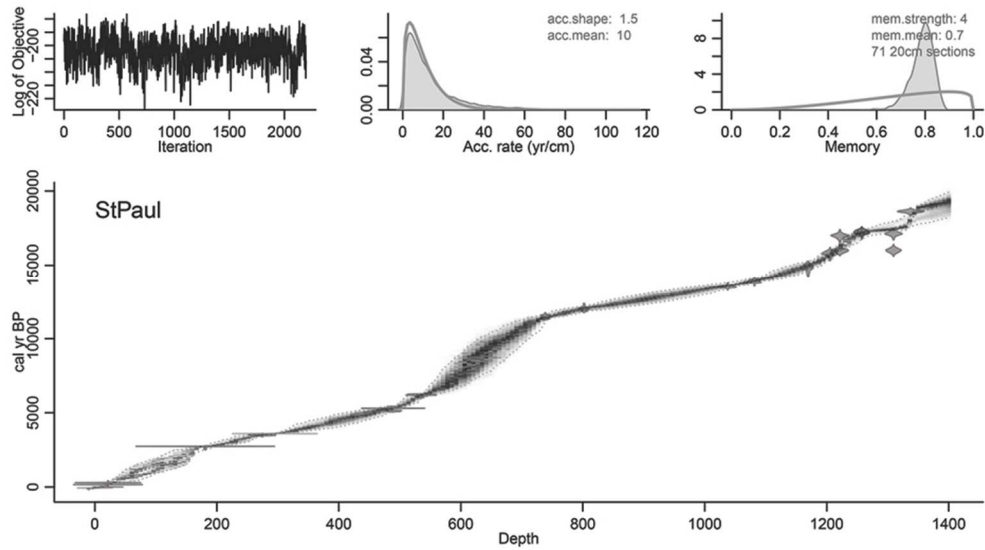 Log of Objective
-200
-220
0 500 1000 1500 2000
Iteration
acc.shape: 1.5
acc.mean: 10
0.04
0.00
0 20 40 60 80 100 120
Acc. rate (yr/cm)
mem.strength: 4
mem.mean: 0.7
71 20cm sections
8
4
0
0.0 0.2 0.4 0.6 0.8 1.0
Memory
StPaul
cal yr BP
20000
15000
10000
5000
0
0 200 400 600 800 1000 1200 1400
Depth